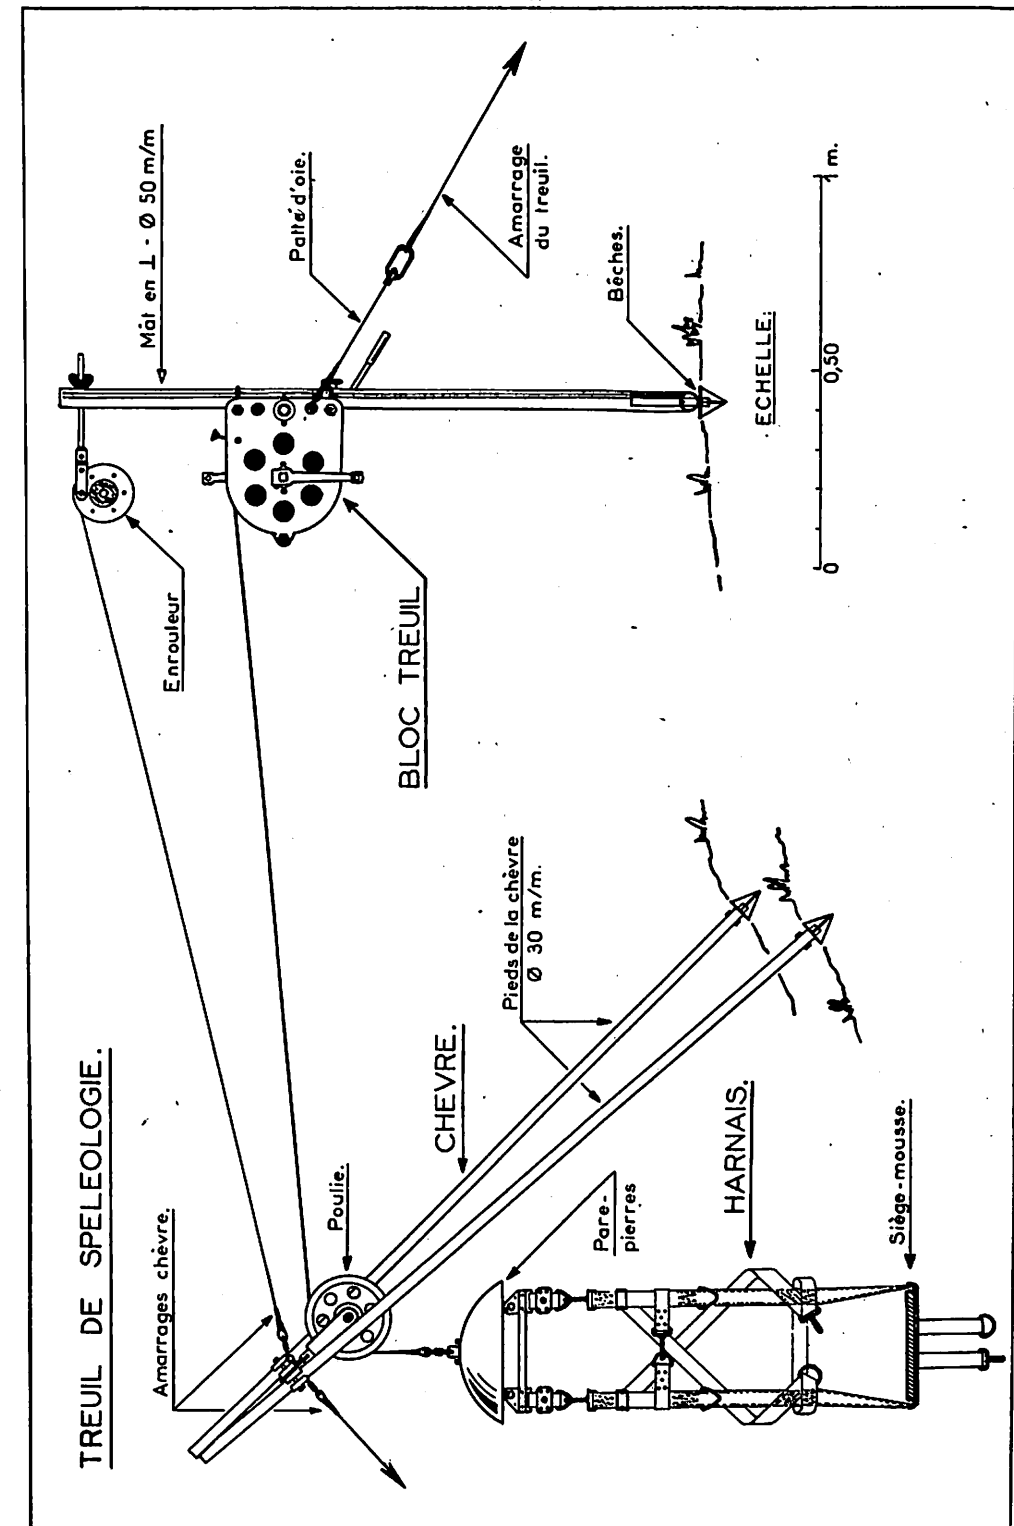 TREUIL DE SPELEOLOGIE.
Amarrages chèvre.
Poulie.
Enrouleur
Mât en ⊥ - Ø 50 m/m
Patte d'oie.
Amarrage
du treuil.
BLOC TREUIL
Bêches.
CHEVRE.
Pieds de la chèvre
Ø 30 m/m.
Pare-
pierres
HARNAIS.
Siège-mousse.
ECHELLE:
0
0,50
1 m.